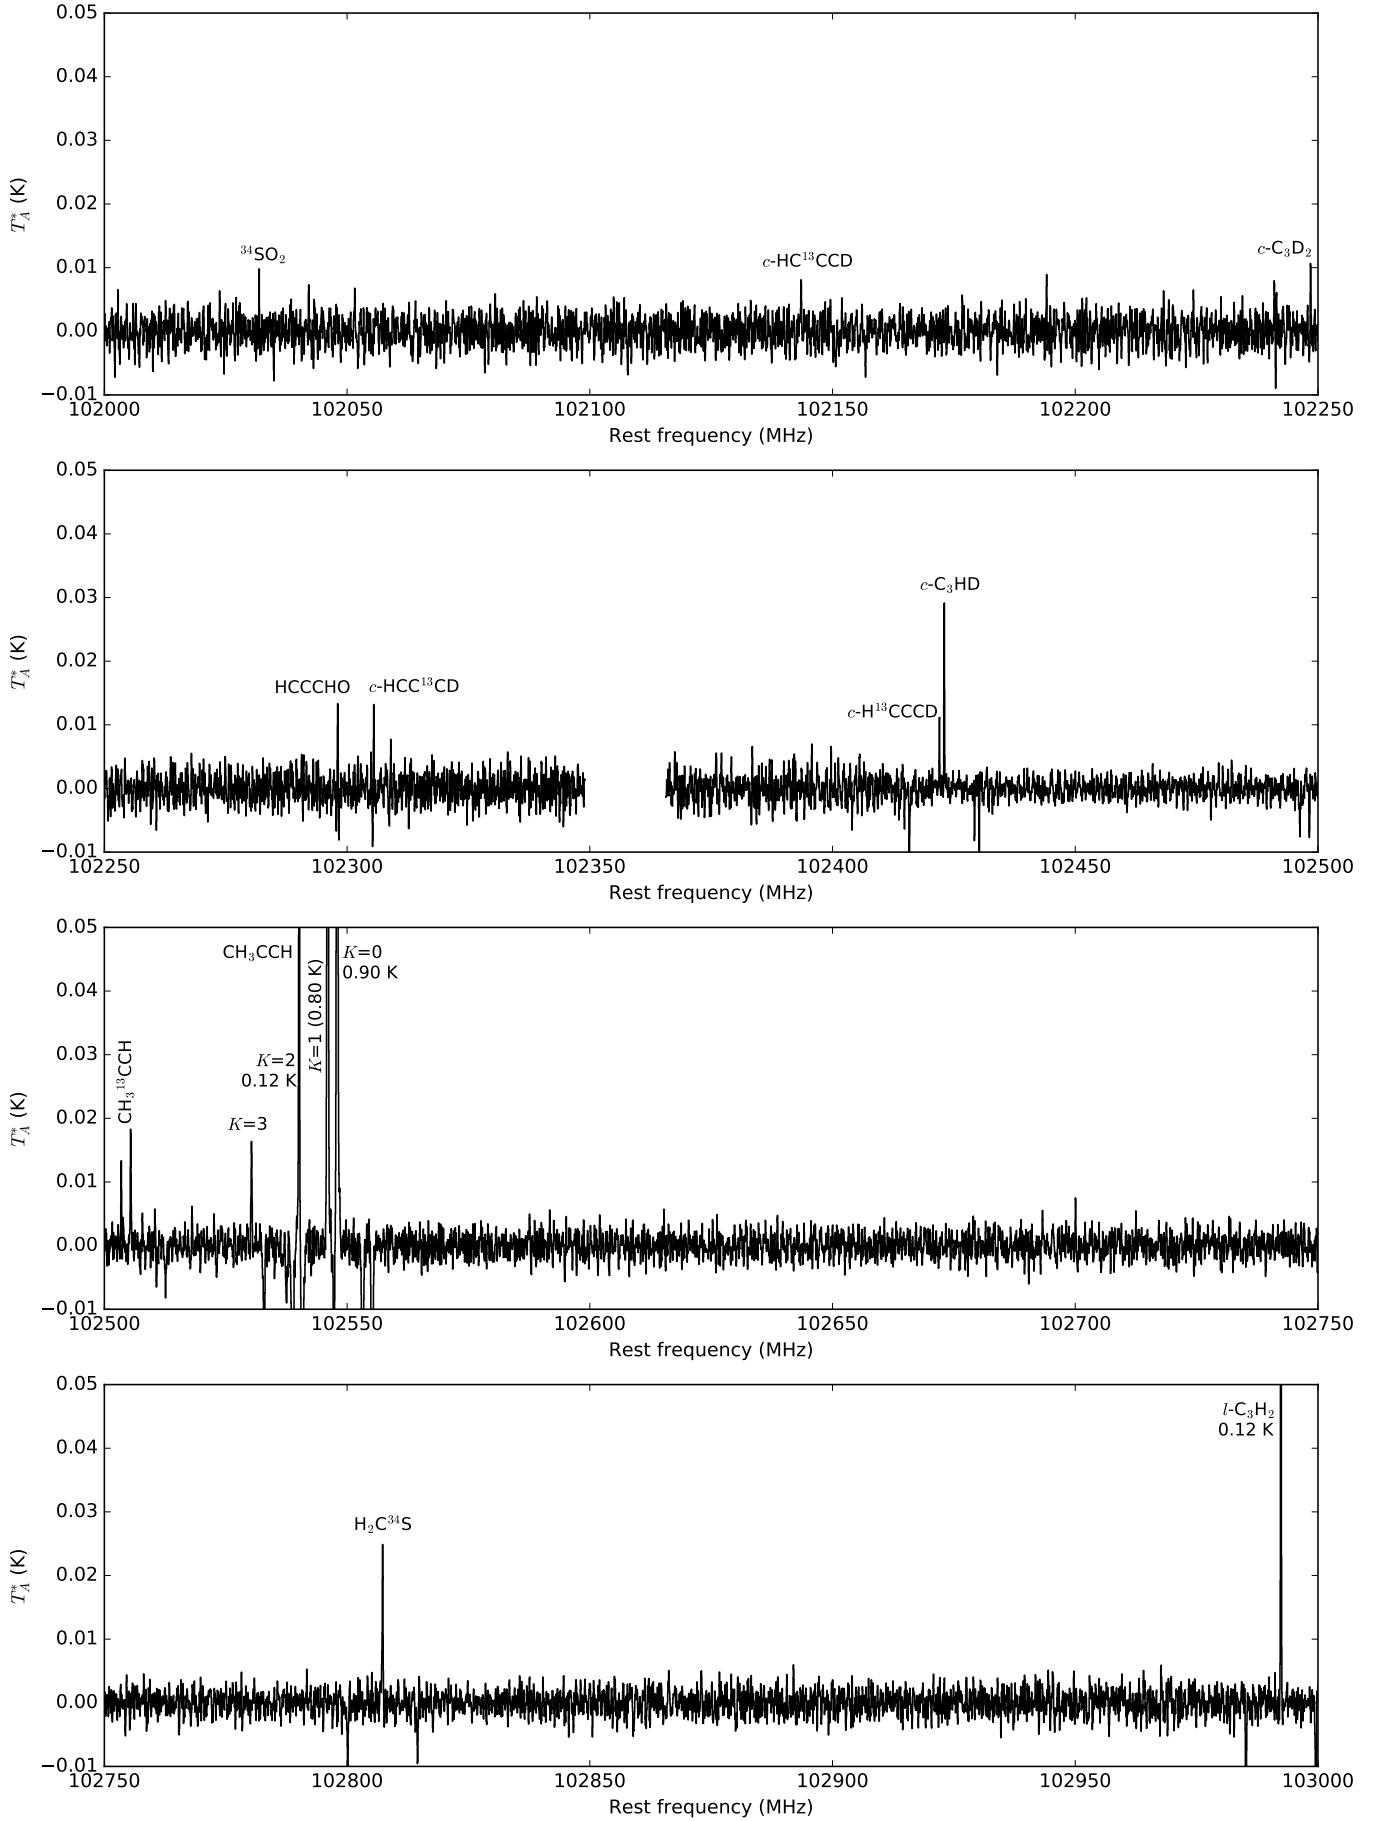 0.05
0.04
0.03
0.02
0.01
0.00
−0.01
T*A (K)
³⁴SO₂
c-HC¹³CCD
c-C₃D₂
102000 102050 102100 102150 102200 102250
Rest frequency (MHz)
0.05
0.04
0.03
0.02
0.01
0.00
−0.01
T*A (K)
c-C₃HD
HCCCHO c-HCC¹³CD
c-H¹³CCCD
102250 102300 102350 102400 102450 102500
Rest frequency (MHz)
0.05
0.04
0.03
0.02
0.01
0.00
−0.01
T*A (K)
CH₃¹³CCH
CH₃CCH
K=3
K=2
0.12 K
K=1 (0.80 K)
K=0
0.90 K
102500 102550 102600 102650 102700 102750
Rest frequency (MHz)
0.05
0.04
0.03
0.02
0.01
0.00
−0.01
T*A (K)
H₂C³⁴S
l-C₃H₂
0.12 K
102750 102800 102850 102900 102950 103000
Rest frequency (MHz)